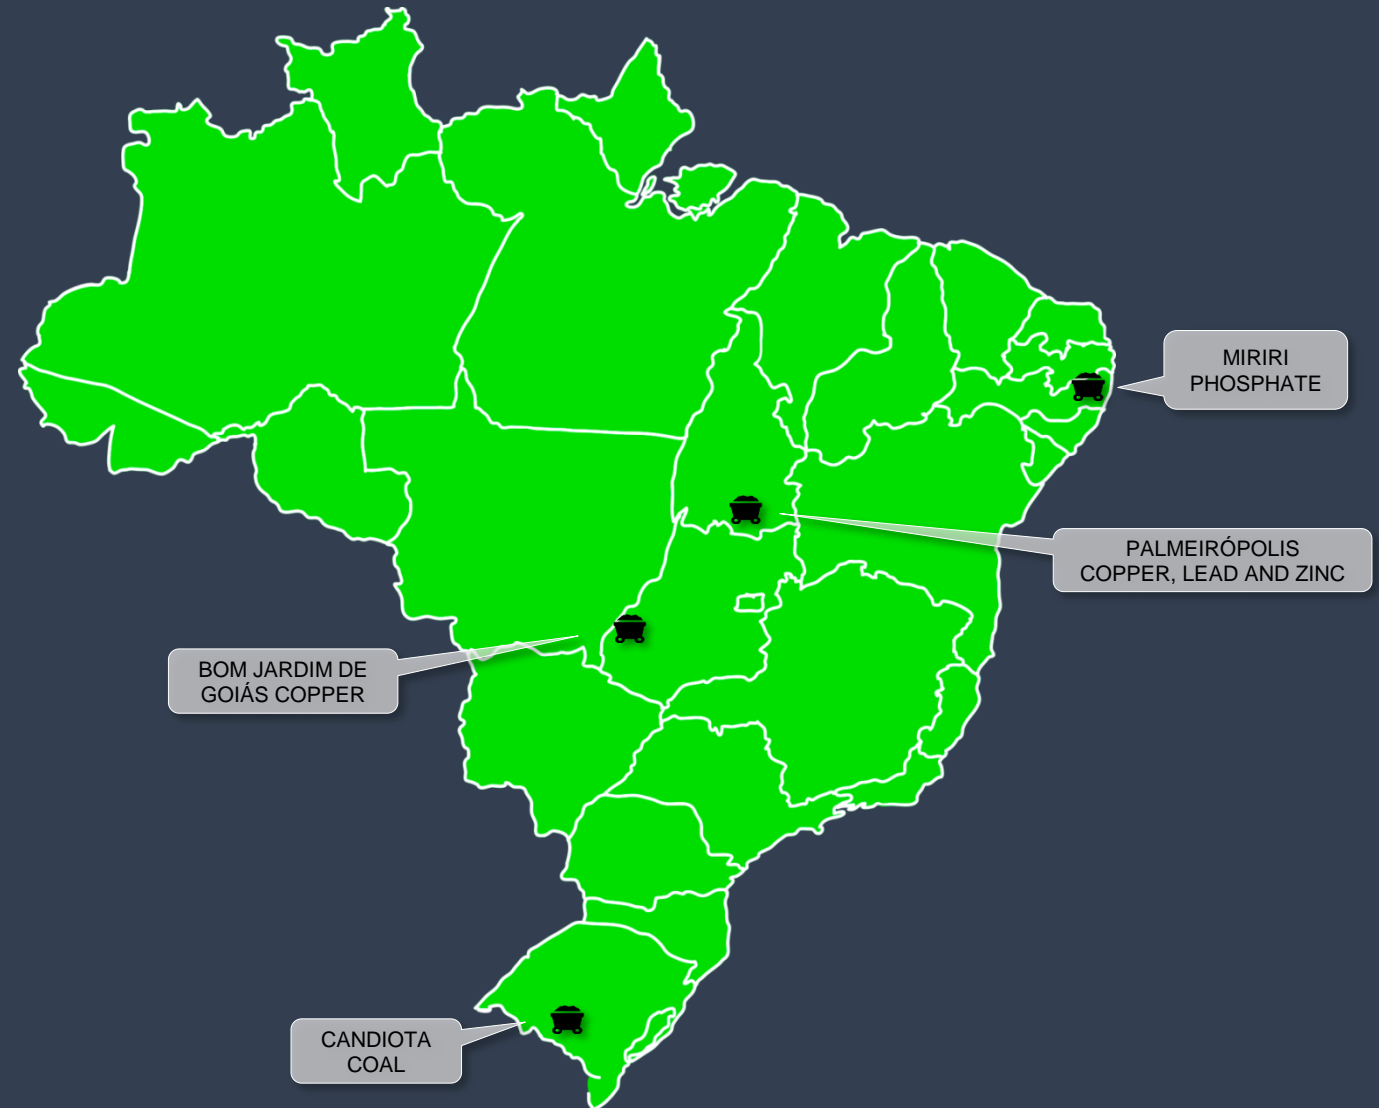 MIRIRI
PHOSPHATE
PALMEIRÓPOLIS
COPPER, LEAD AND ZINC
BOM JARDIM DE
GOIÁS COPPER
CANDIOTA
COAL